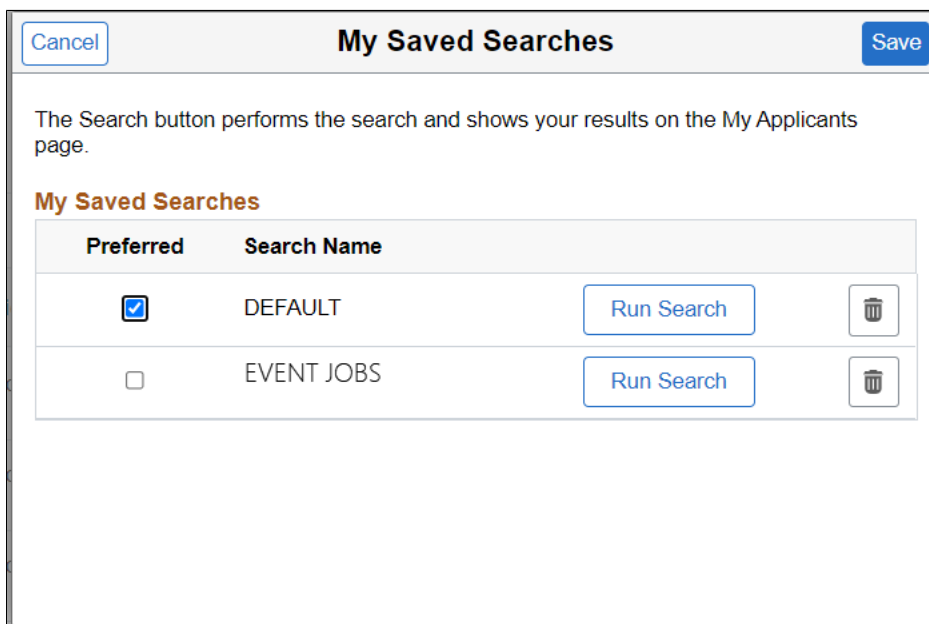 Cancel My Saved Searches Save
The Search button performs the search and shows your results on the My Applicants
page.
My Saved Searches
Preferred Search Name
DEFAULT Run Search
EVENT JOBS Run Search